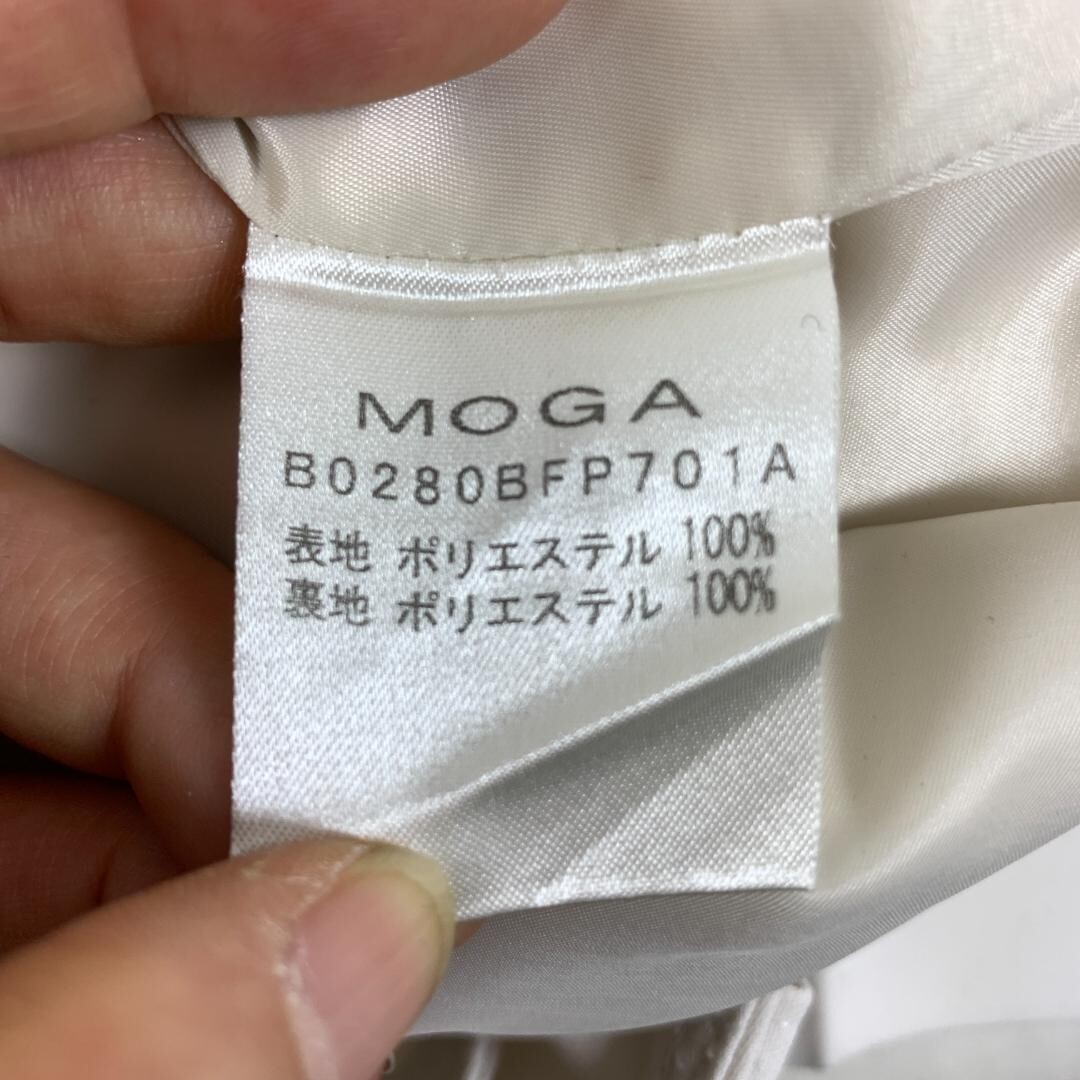 MOGA
B0280BFP701A
表地 ポリエステル 100%
裏地 ポリエステル 100%